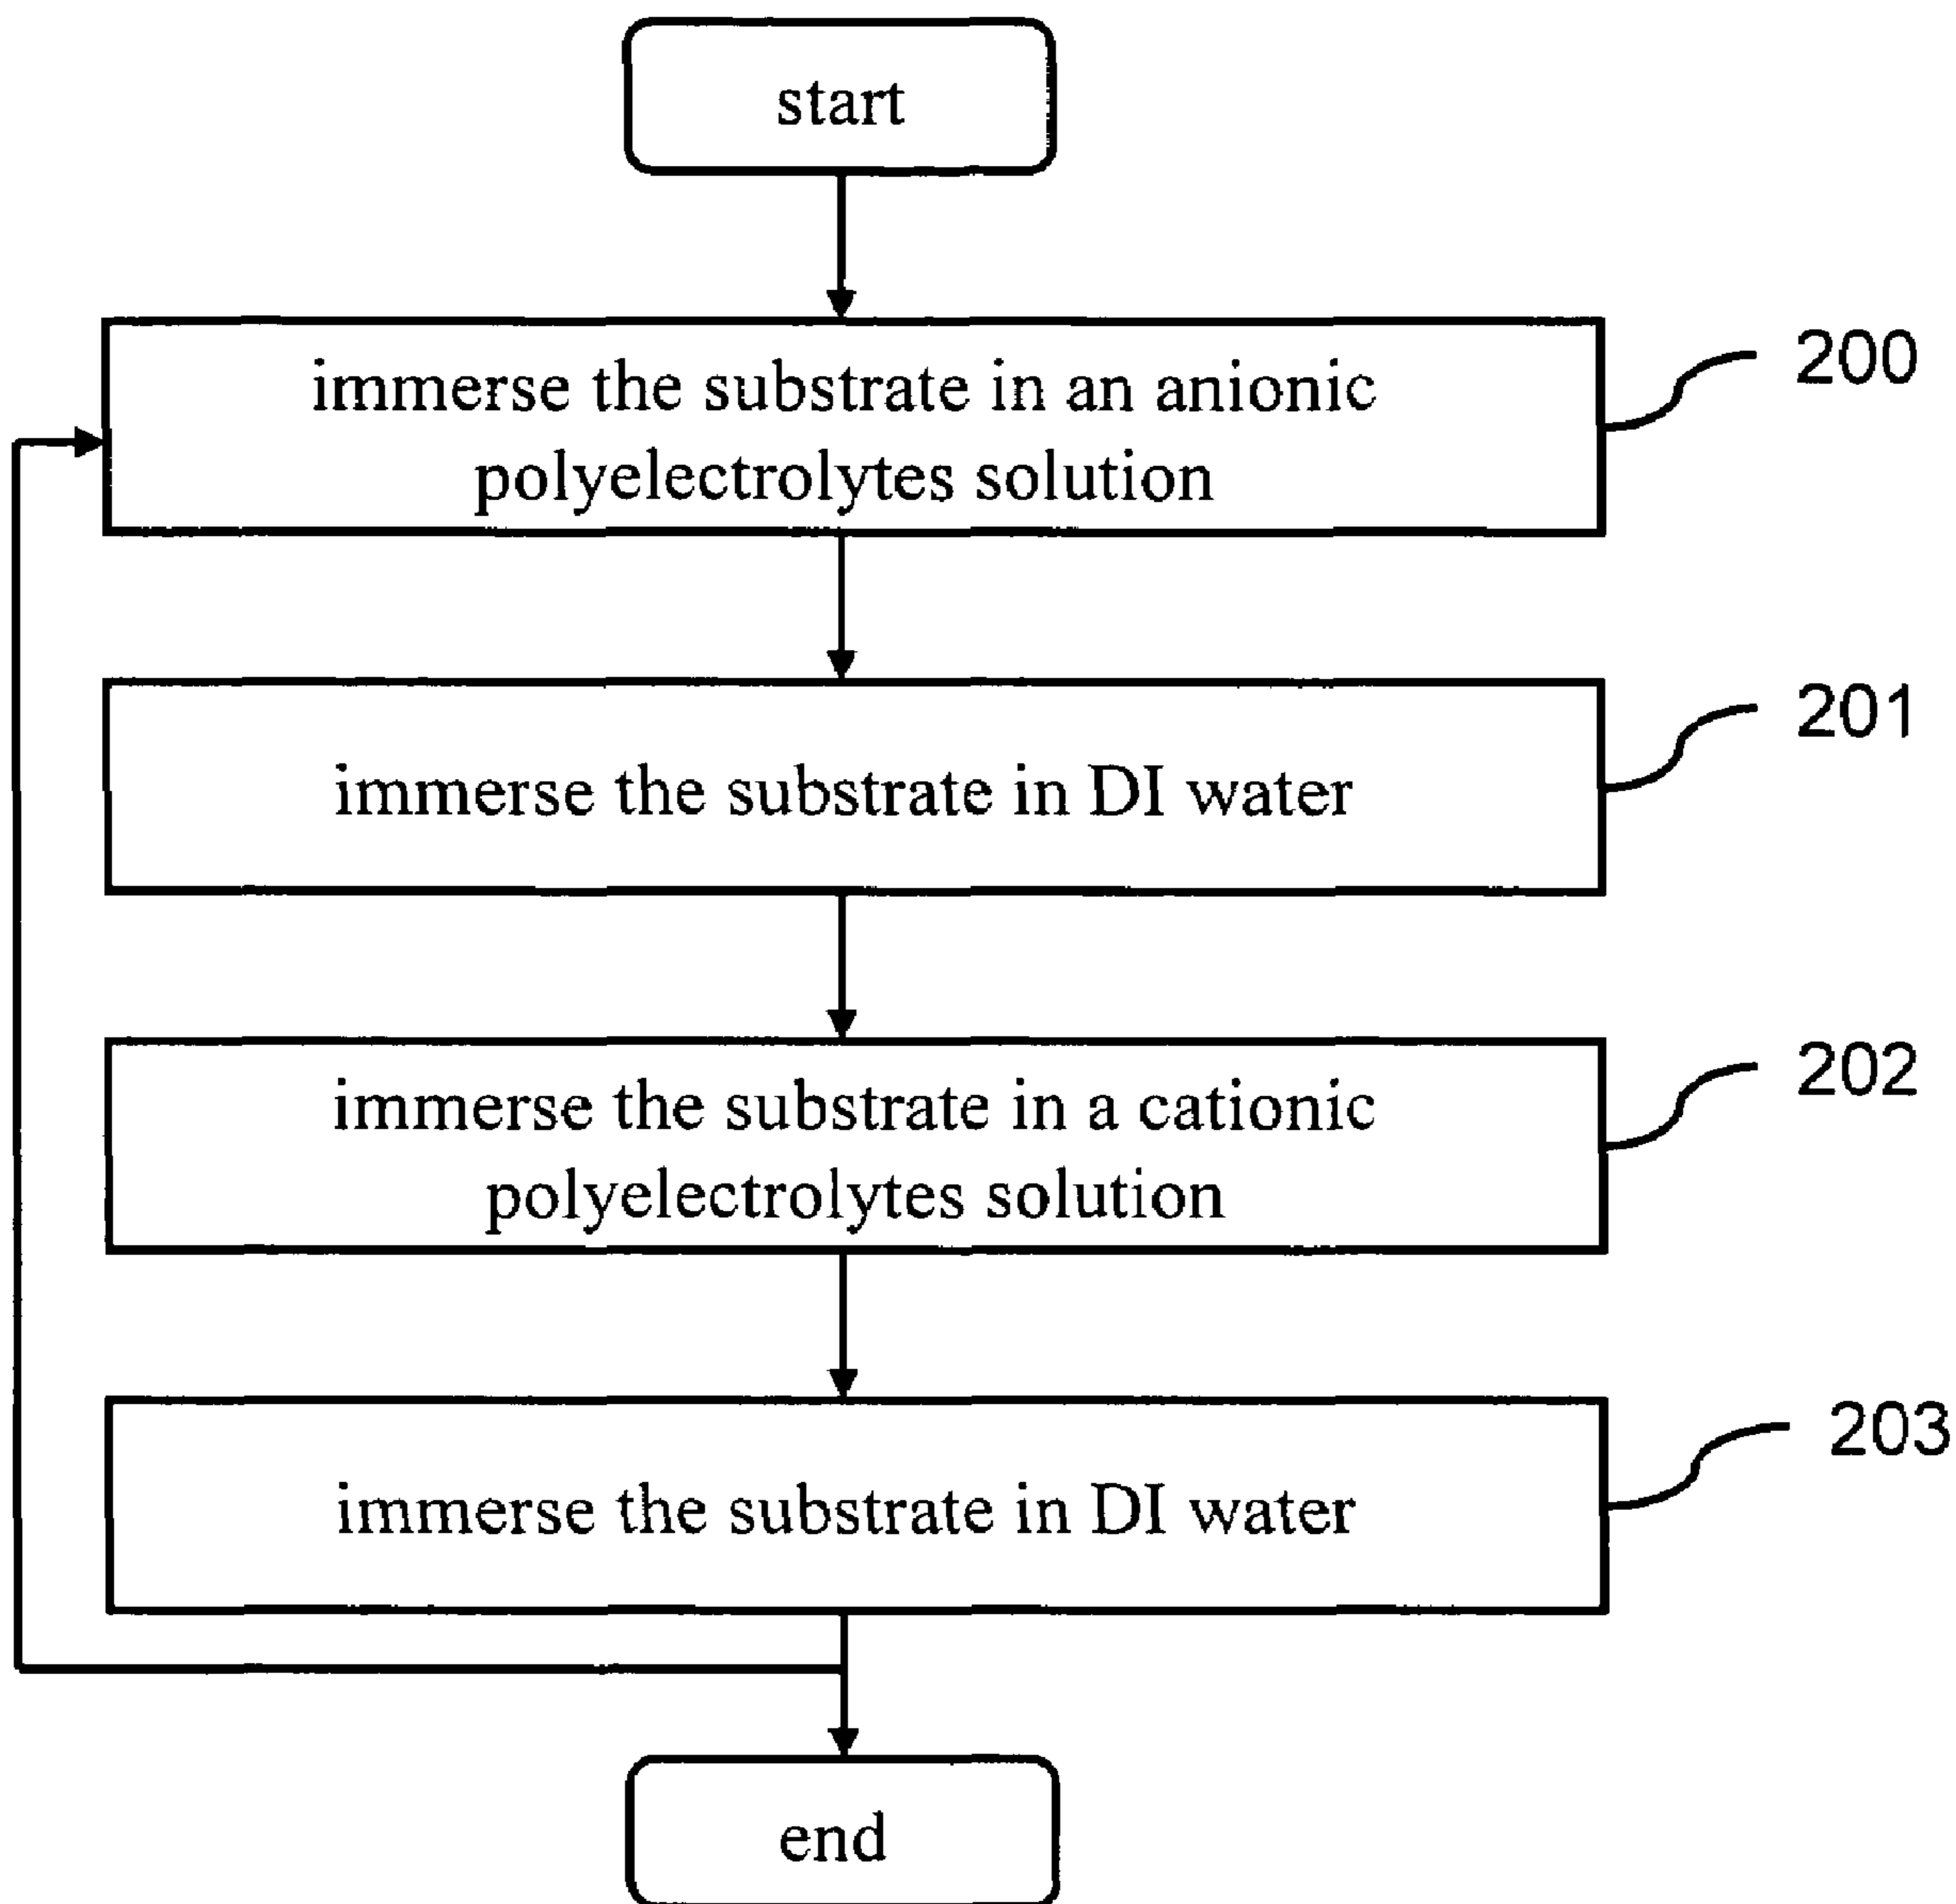 start
immerse the substrate in an anionic
polyelectrolytes solution
200
immerse the substrate in DI water
201
immerse the substrate in a cationic
polyelectrolytes solution
202
immerse the substrate in DI water
203
end